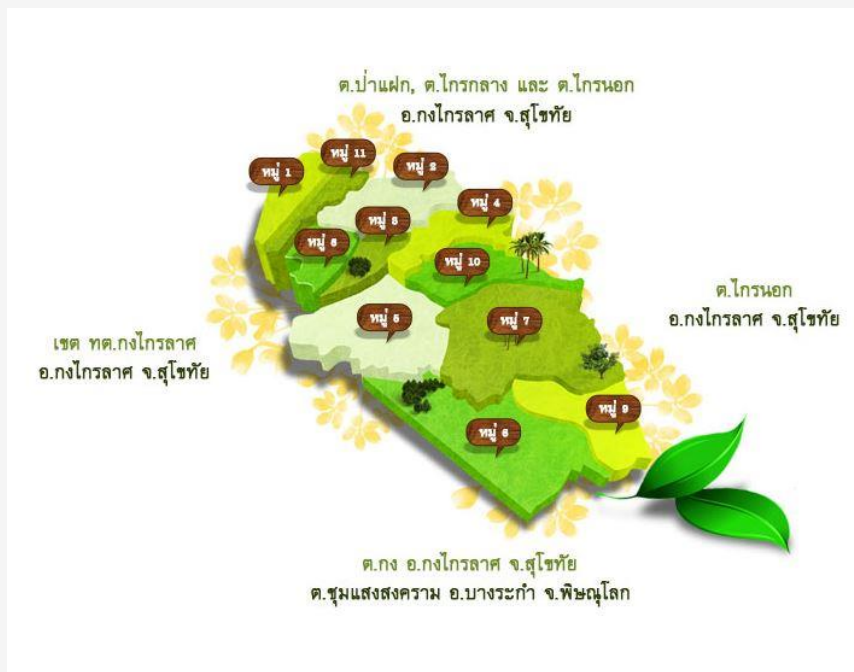 ต.ป่าแฝก, ต.ไกรกลาง และ ต.ไกรนอก
อ.กงไกรลาศ จ.สุโขทัย
หมู่ 11
หมู่ 1
หมู่ 2
หมู่ 4
หมู่ 3
หมู่
หมู่ 10
ต.ไกรนอก
อ.กงไกรลาศ จ.สุโขทัย
หมู่
หมู่ 7
เขต ทต.กงไกรลาศ
อ.กงไกรลาศ จ.สุโขทัย
หมู่ 9
หมู่
ต.กง อ.กงไกรลาศ จ.สุโขทัย
ต.ชุมแสงสงคราม อ.บางระกำ จ.พิษณุโลก